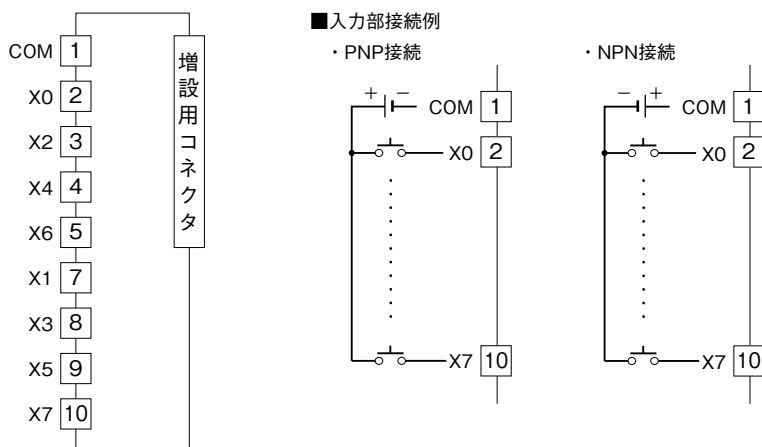 COM 1
X0 2
X2 3
X4 4
X6 5
X1 7
X3 8
X5 9
X7 10
増設用コネクタ
■入力部接続例
・PNP接続
+ −
COM 1
X0 2
X7 10
・NPN接続
− +
COM 1
X0 2
X7 10